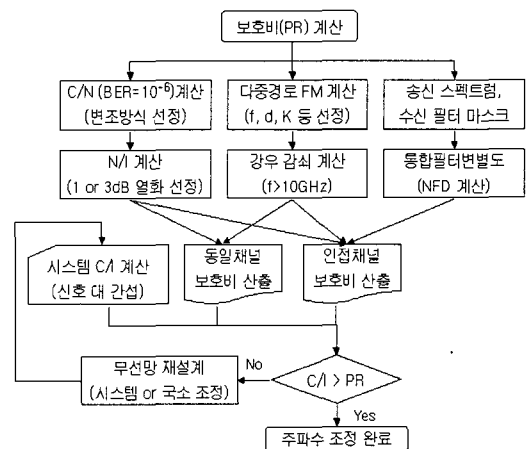 보호비(PR) 계산
C/N (BER=10⁻⁶)계산
(변조방식 선정)
다중경로 FM 계산
(f, d, K 등 선정)
송신 스펙트럼,
수신 필터 마스크
N/I 계산
(1 or 3dB 열화 선정)
강우 감쇠 계산
(f>10GHz)
통합필터변별도
(NFD 계산)
시스템 C/I 계산
(신호 대 간섭)
동일채널
보호비 산출
인접채널
보호비 산출
무선망 재설계
(시스템 or 국소 조정)
No
C/I > PR
Yes
주파수 조정 완료